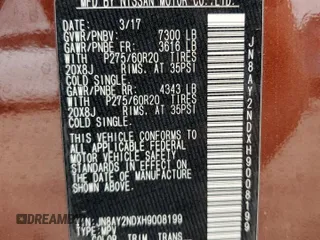 MFD BY NISSAN MOTOR CO.,LTD.
3/17
GVWR/PNBV: 7300 LB
GAWR/PNBE FR: 3616 LB
WITH P275/60R20 TIRES
20X8J RIMS. AT 35PSI
COLD SINGLE.
GAWR/PNBE RR: 4343 LB
WITH P275/60R20 TIRES
20X8J RIMS. AT 35PSI
COLD SINGLE.
THIS VEHICLE CONFORMS TO
ALL APPLICABLE FEDERAL
MOTOR VEHICLE SAFETY
STANDARDS IN EFFECT ON
THE DATE OF MANUFACTURE
SHOWN ABOVE.
JN8AY2NDXH9008199
TYPE: MPV
COLOR TRIM TRANS
JN8AY2NDXH9008199